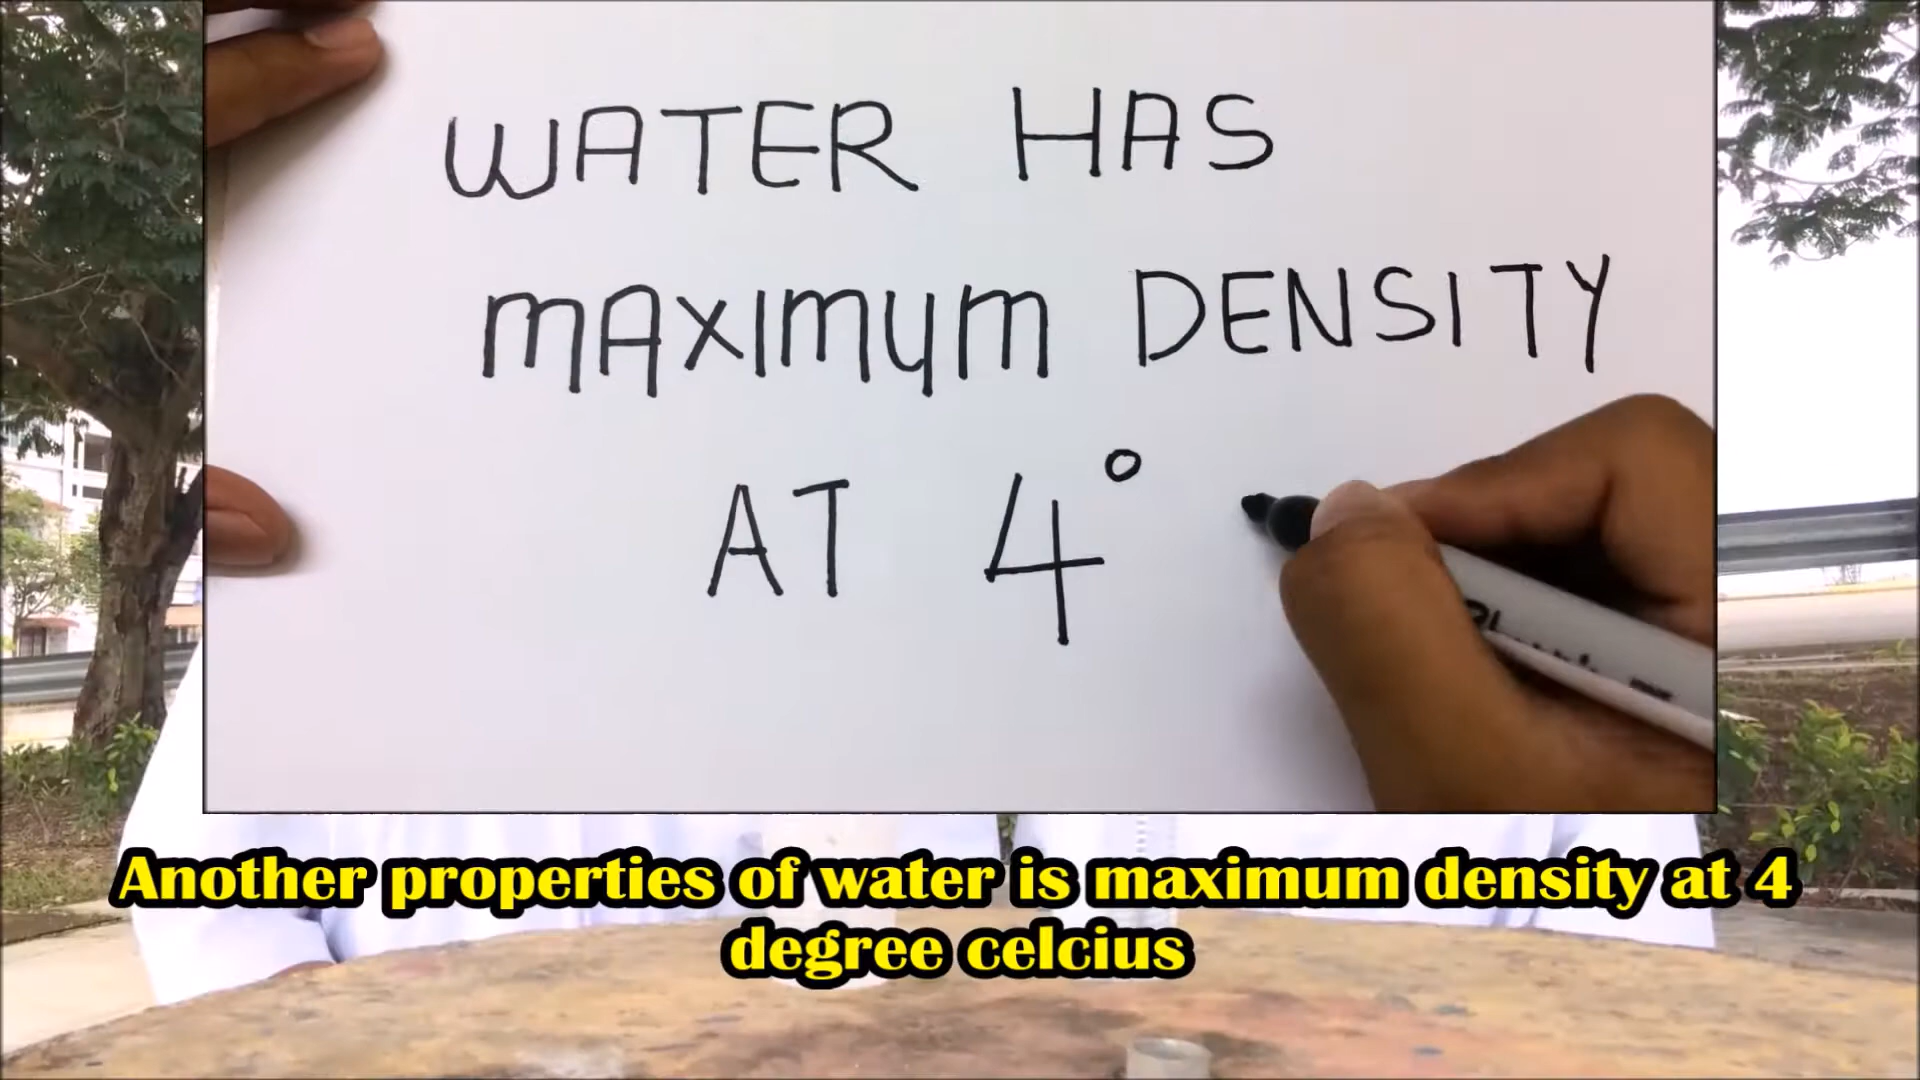 WATER HAS
MAXIMUM DENSITY
AT 4°
Another properties of water is maximum density at 4
degree celcius